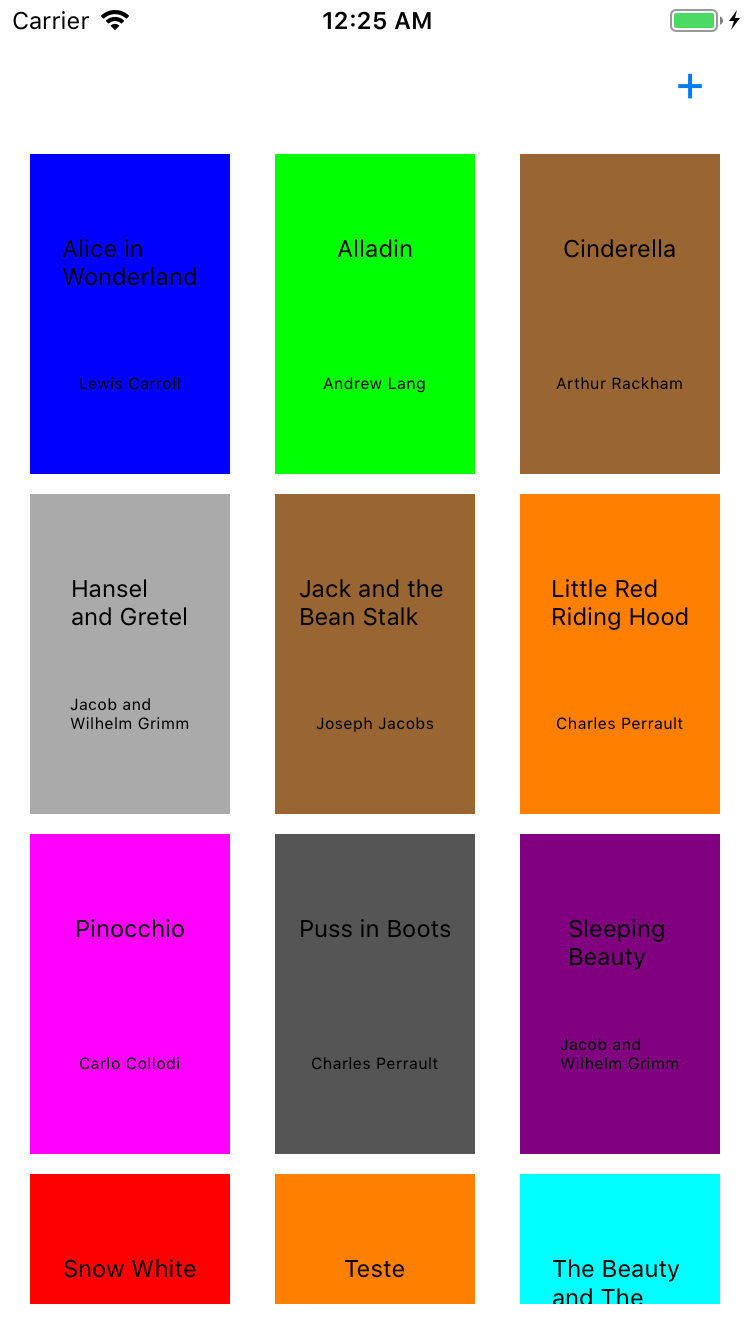 Carrier
12:25 AM
+
Alice in
Wonderland
Lewis Carroll
Alladin
Andrew Lang
Cinderella
Arthur Rackham
Hansel
and Gretel
Jacob and
Wilhelm Grimm
Jack and the
Bean Stalk
Joseph Jacobs
Little Red
Riding Hood
Charles Perrault
Pinocchio
Carlo Collodi
Puss in Boots
Charles Perrault
Sleeping
Beauty
Jacob and
Wilhelm Grimm
Snow White
Teste
The Beauty
and The